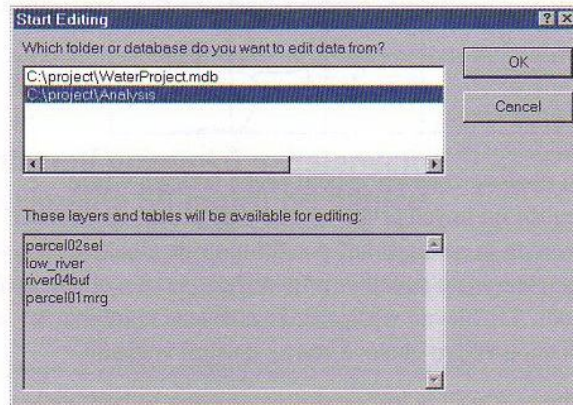 Start Editing
Which folder or database do you want to edit data from?
OK
C:\project\WaterProject.mdb
C:\project\Analysis
Cancel
These layers and tables will be available for editing:
parcel02sel
low_river
river04buf
parcel01mrg